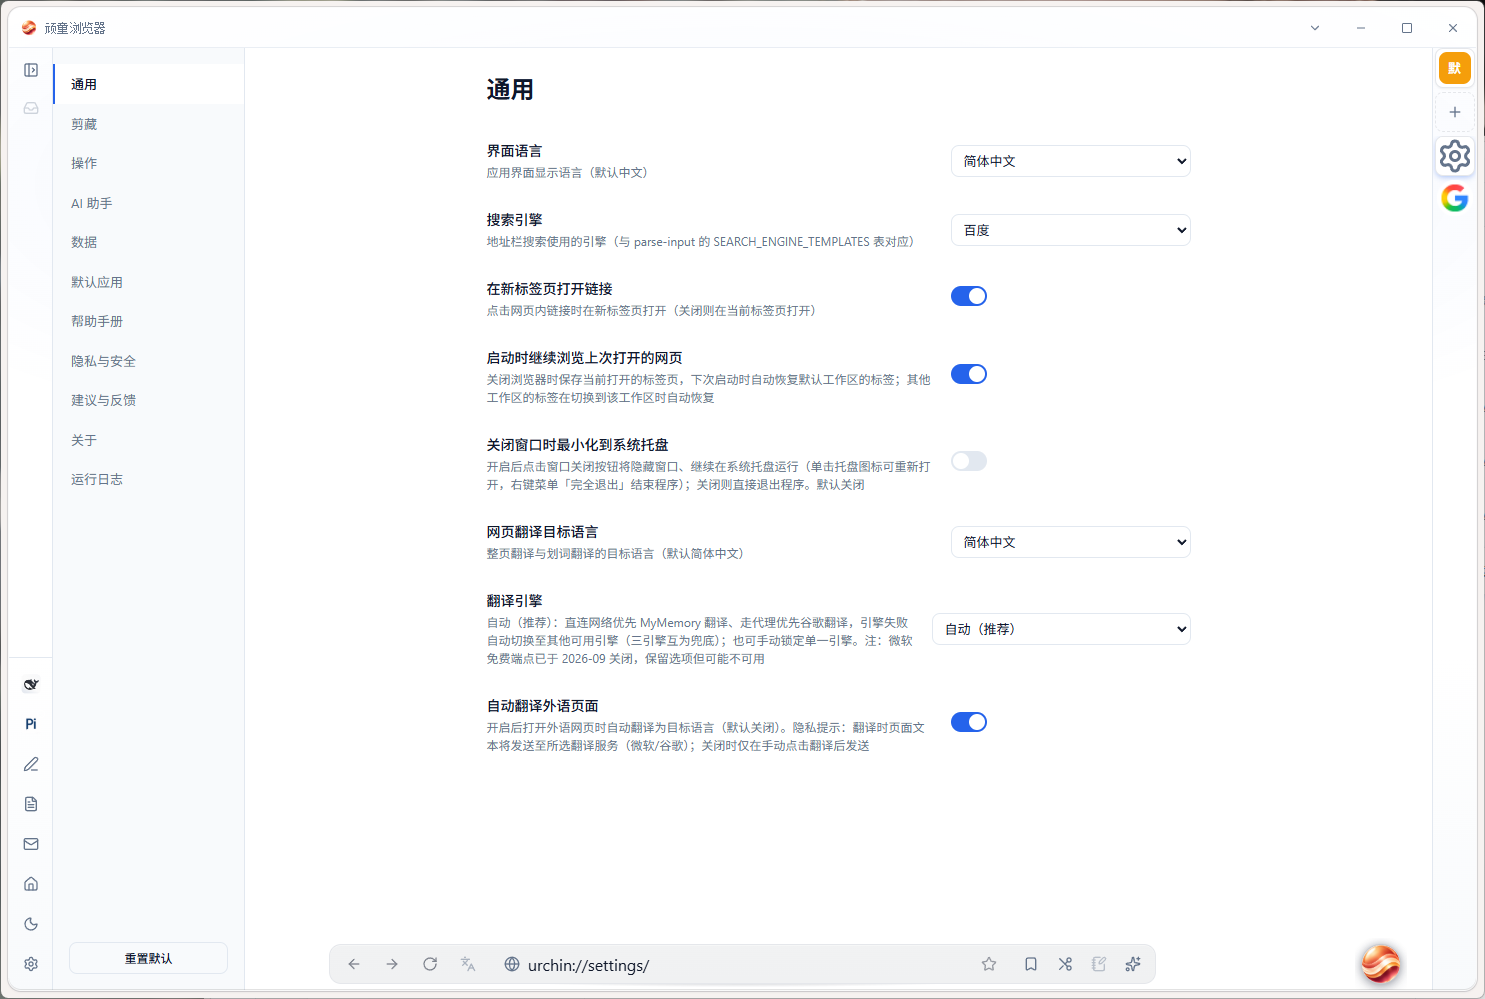 顽童浏览器
默
通用
剪藏
操作
AI 助手
数据
默认应用
帮助手册
隐私与安全
建议与反馈
关于
运行日志
Pi
重置默认
通用
界面语言
应用界面显示语言（默认中文）
简体中文
搜索引擎
地址栏搜索使用的引擎（与 parse-input 的 SEARCH_ENGINE_TEMPLATES 表对应）
百度
在新标签页打开链接
点击网页内链接时在新标签页打开（关闭则在当前标签页打开）
启动时继续浏览上次打开的网页
关闭浏览器时保存当前打开的标签页，下次启动时自动恢复默认工作区的标签；其他
工作区的标签在切换到该工作区时自动恢复
关闭窗口时最小化到系统托盘
开启后点击窗口关闭按钮将隐藏窗口、继续在系统托盘运行（单击托盘图标可重新打
开，右键菜单「完全退出」结束程序）；关闭则直接退出程序。默认关闭
网页翻译目标语言
整页翻译与划词翻译的目标语言（默认简体中文）
简体中文
翻译引擎
自动（推荐）：直连网络优先 MyMemory 翻译、走代理优先谷歌翻译，引擎失败
自动切换至其他可用引擎（三引擎互为兜底）；也可手动锁定单一引擎。注：微软
免费端点已于 2026-09 关闭，保留选项但可能不可用
自动（推荐）
自动翻译外语页面
开启后打开外语网页时自动翻译为目标语言（默认关闭）。隐私提示：翻译时页面文
本将发送至所选翻译服务（微软/谷歌）；关闭时仅在手动点击翻译后发送
urchin://settings/